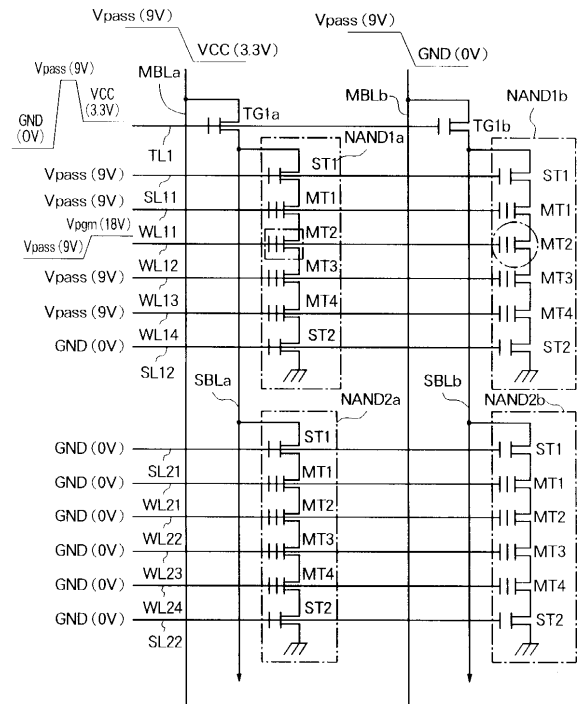 Vpass (9V)
Vpass (9V)
VCC (3.3V)
GND (0V)
Vpass (9V)
MBLa
MBLb
NAND1b
VCC
(3.3V)
GND
(0V)
TG1a
TG1b
NAND1a
TL1
Vpass (9V)
ST1
ST1
SL11
Vpass (9V)
MT1
MT1
Vpgm (18V)
WL11
MT2
MT2
Vpass (9V)
WL12
Vpass (9V)
MT3
MT3
WL13
Vpass (9V)
MT4
MT4
WL14
GND (0V)
ST2
ST2
SL12
SBLa
SBLb
NAND2a
NAND2b
GND (0V)
ST1
ST1
SL21
GND (0V)
MT1
MT1
WL21
GND (0V)
MT2
MT2
WL22
GND (0V)
MT3
MT3
WL23
GND (0V)
MT4
MT4
WL24
GND (0V)
ST2
ST2
SL22